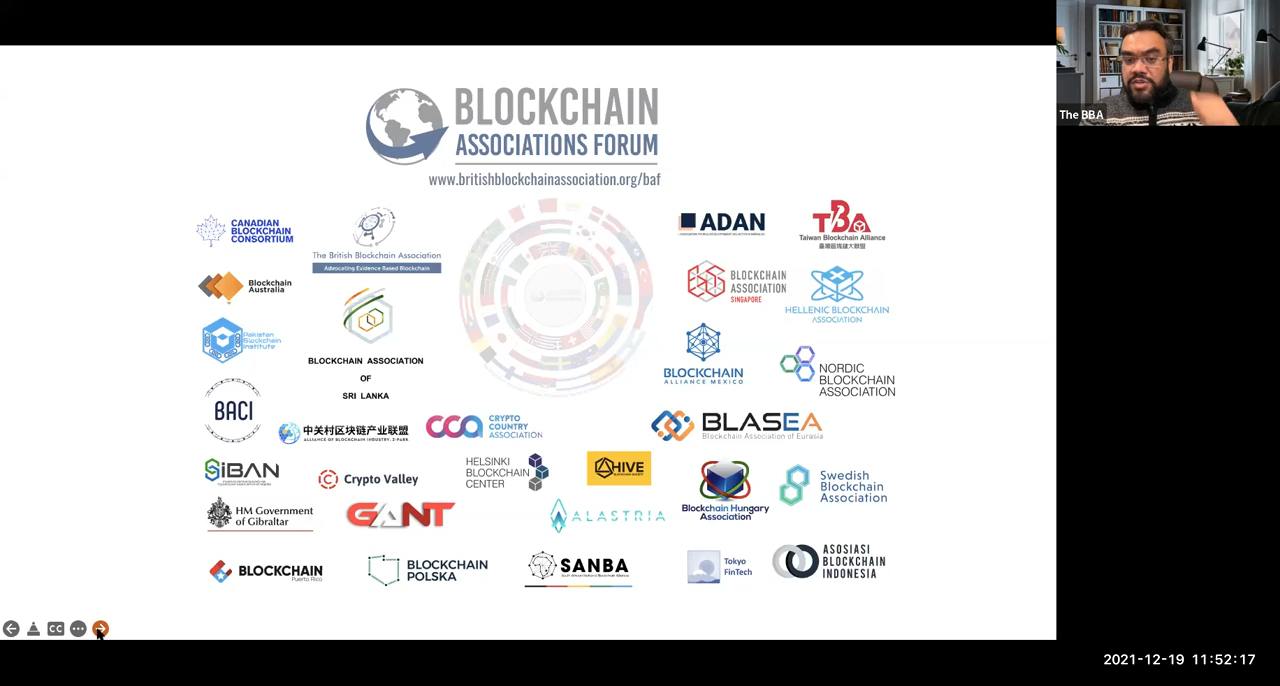 BLOCKCHAIN
ASSOCIATIONS FORUM
www.britishblockchainassociation.org/baf
The BBA
CANADIAN
BLOCKCHAIN
CONSORTIUM
The British Blockchain Association
Advocating Evidence Based Blockchain
ADAN
TBA
Taiwan Blockchain Alliance
臺灣區塊鏈大聯盟
Blockchain
Australia
BLOCKCHAIN
ASSOCIATION
SINGAPORE
HELLENIC BLOCKCHAIN
ASSOCIATION
Pakistan
Blockchain
Institute
BLOCKCHAIN ASSOCIATION
OF
SRI LANKA
BLOCKCHAIN
ALLIANCE MEXICO
NORDIC
BLOCKCHAIN
ASSOCIATION
BACI
中关村区块链产业联盟
ALLIANCE OF BLOCKCHAIN INDUSTRY, Z-PARK
CCA
CRYPTO
COUNTRY
ASSOCIATION
BLASEA
Blockchain Association of Eurasia
SiBAN
Crypto Valley
HELSINKI
BLOCKCHAIN
CENTER
HIVE
Blockchain Hungary
Association
Swedish
Blockchain
Association
HM Government
of Gibraltar
GANT
ALASTRIA
BLOCKCHAIN
Puerto Rico
BLOCKCHAIN
POLSKA
SANBA
South African National Blockchain Alliance
Tokyo
FinTech
ASOSIASI
BLOCKCHAIN
INDONESIA
CC
2021-12-19 11:52:17